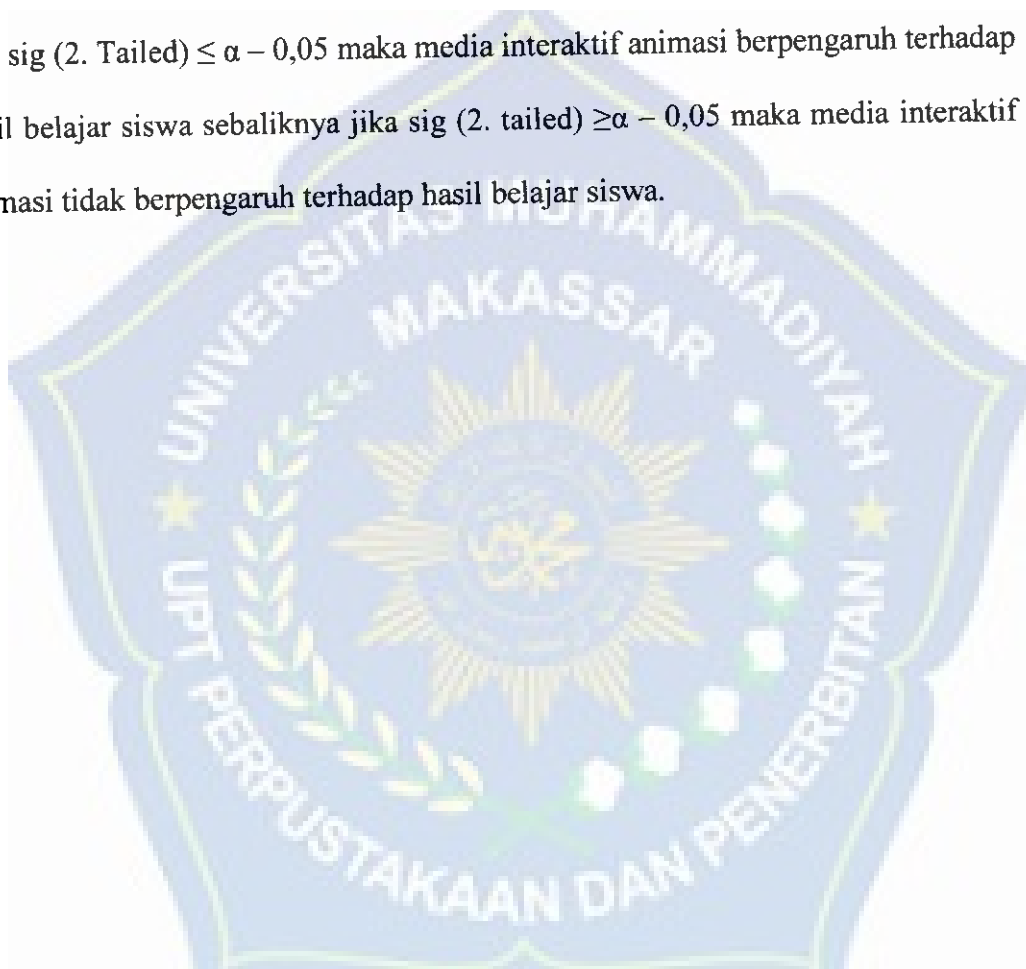 sig (2. Tailed) ≤ α – 0,05 maka media interaktif animasi berpengaruh terhadap
il belajar siswa sebaliknya jika sig (2. tailed) ≥α – 0,05 maka media interaktif
masi tidak berpengaruh terhadap hasil belajar siswa.
UNIVERSITAS MUHAMMADIYAH
MAKASSAR
UPT PERPUSTAKAAN DAN PENERBITAN